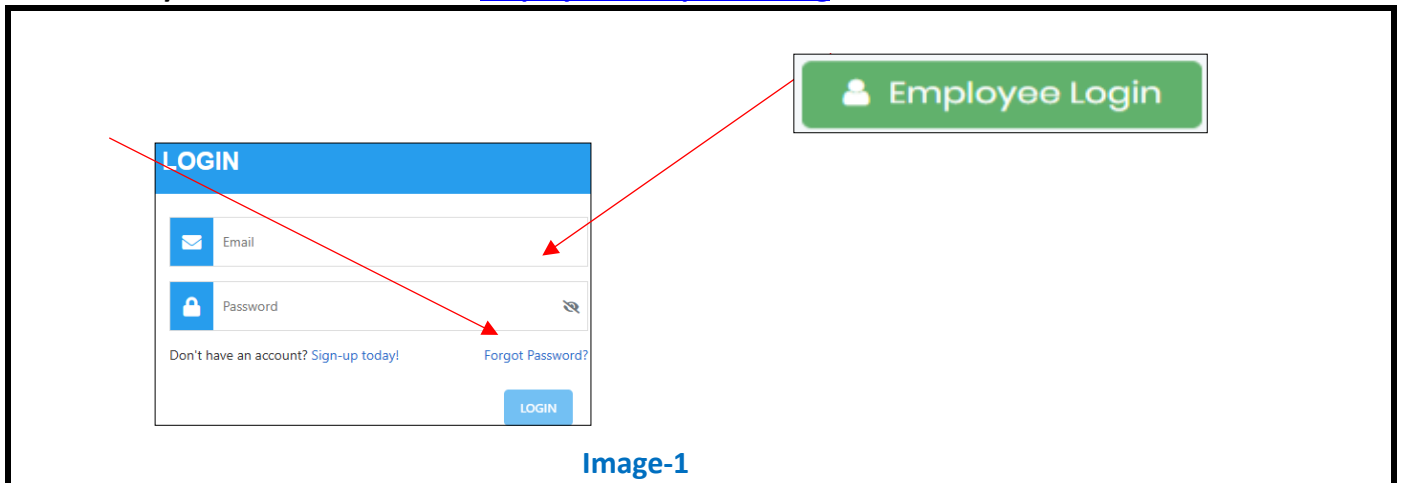 Employee Login
LOGIN
Email
Password
Don't have an account? Sign-up today! Forgot Password?
LOGIN
Image-1